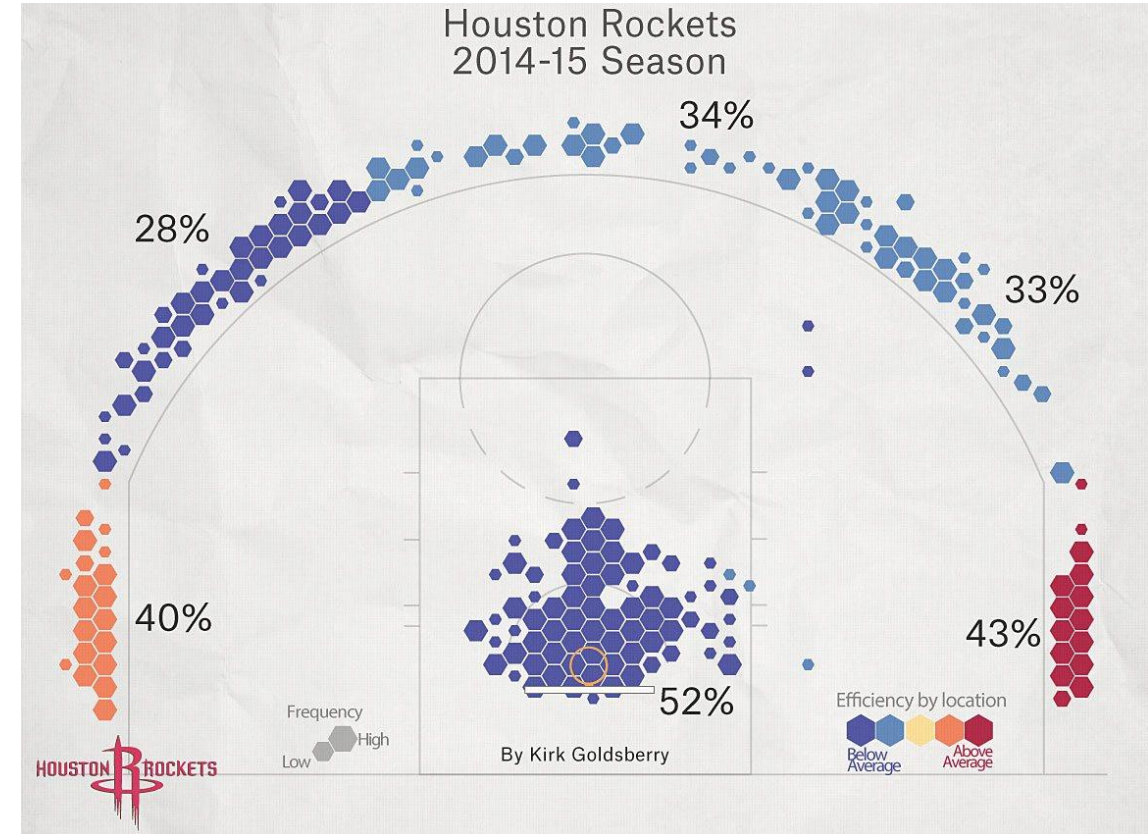 Houston Rockets
2014-15 Season
34%
28%
33%
40%
43%
52%
Frequency
High
Low
By Kirk Goldsberry
Efficiency by location
Below
Average
Above
Average
HOUSTON R ROCKETS